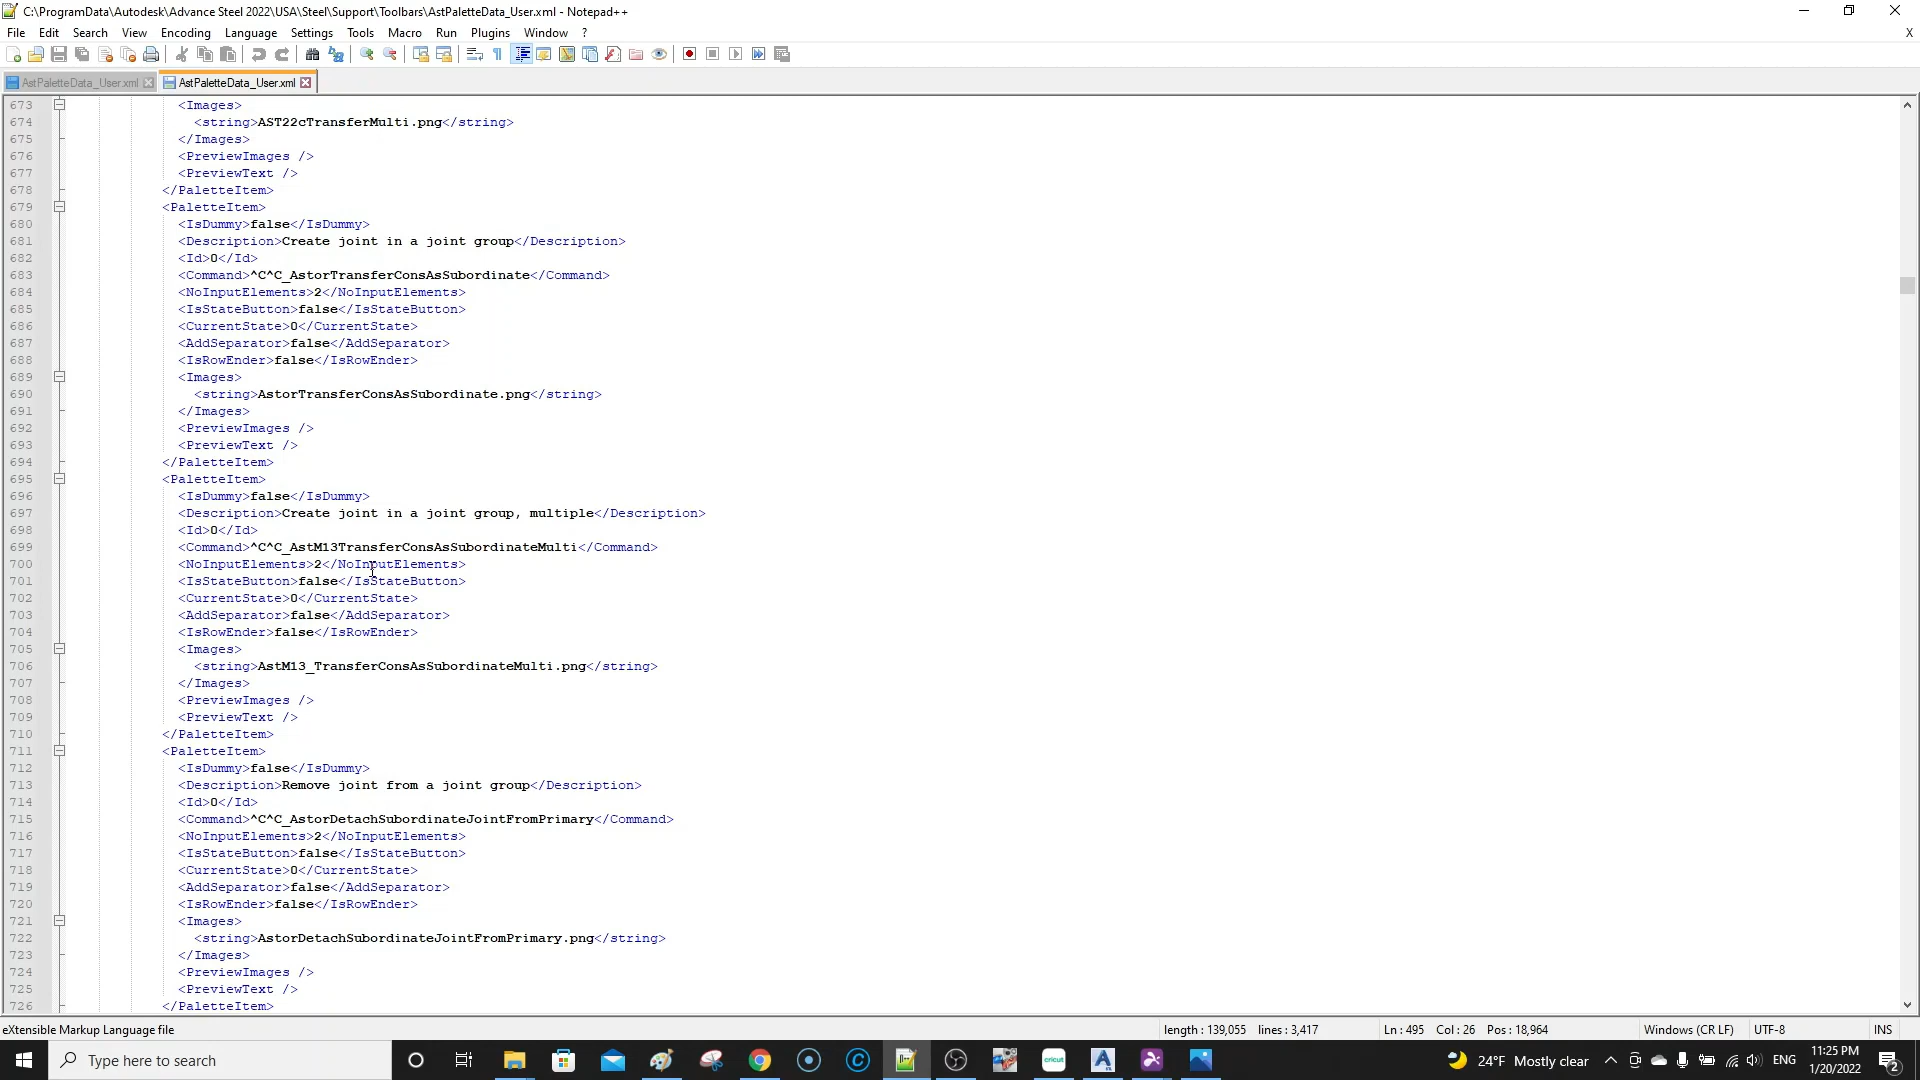 C:\ProgramData\Autodesk\Advance Steel 2022\USA\Steel\Support\Toolbars\AstPaletteData_User.xml - Notepad++
File Edit Search View Encoding Language Settings Tools Macro Run Plugins Window ? X
AstPaletteData_User.xml AstPaletteData_User.xml
673 <Images>
674 <string>AST22cTransferMulti.png</string>
675 </Images>
676 <PreviewImages />
677 <PreviewText />
678 </PaletteItem>
679 <PaletteItem>
680 <IsDummy>false</IsDummy>
681 <Description>Create joint in a joint group</Description>
682 <Id>0</Id>
683 <Command>^C^C_AstorTransferConsAsSubordinate</Command>
684 <NoInputElements>2</NoInputElements>
685 <IsStateButton>false</IsStateButton>
686 <CurrentState>0</CurrentState>
687 <AddSeparator>false</AddSeparator>
688 <IsRowEnder>false</IsRowEnder>
689 <Images>
690 <string>AstorTransferConsAsSubordinate.png</string>
691 </Images>
692 <PreviewImages />
693 <PreviewText />
694 </PaletteItem>
695 <PaletteItem>
696 <IsDummy>false</IsDummy>
697 <Description>Create joint in a joint group, multiple</Description>
698 <Id>0</Id>
699 <Command>^C^C_AstM13TransferConsAsSubordinateMulti</Command>
700 <NoInputElements>2</NoInputElements>
701 <IsStateButton>false</IsStateButton>
702 <CurrentState>0</CurrentState>
703 <AddSeparator>false</AddSeparator>
704 <IsRowEnder>false</IsRowEnder>
705 <Images>
706 <string>AstM13_TransferConsAsSubordinateMulti.png</string>
707 </Images>
708 <PreviewImages />
709 <PreviewText />
710 </PaletteItem>
711 <PaletteItem>
712 <IsDummy>false</IsDummy>
713 <Description>Remove joint from a joint group</Description>
714 <Id>0</Id>
715 <Command>^C^C_AstorDetachSubordinateJointFromPrimary</Command>
716 <NoInputElements>2</NoInputElements>
717 <IsStateButton>false</IsStateButton>
718 <CurrentState>0</CurrentState>
719 <AddSeparator>false</AddSeparator>
720 <IsRowEnder>false</IsRowEnder>
721 <Images>
722 <string>AstorDetachSubordinateJointFromPrimary.png</string>
723 </Images>
724 <PreviewImages />
725 <PreviewText />
726 </PaletteItem>
eXtensible Markup Language file length : 139,055 lines : 3,417 Ln : 495 Col : 26 Pos : 18,964 Windows (CR LF) UTF-8 INS
Type here to search cricut 24°F Mostly clear ENG 11:25 PM
1/20/2022 2